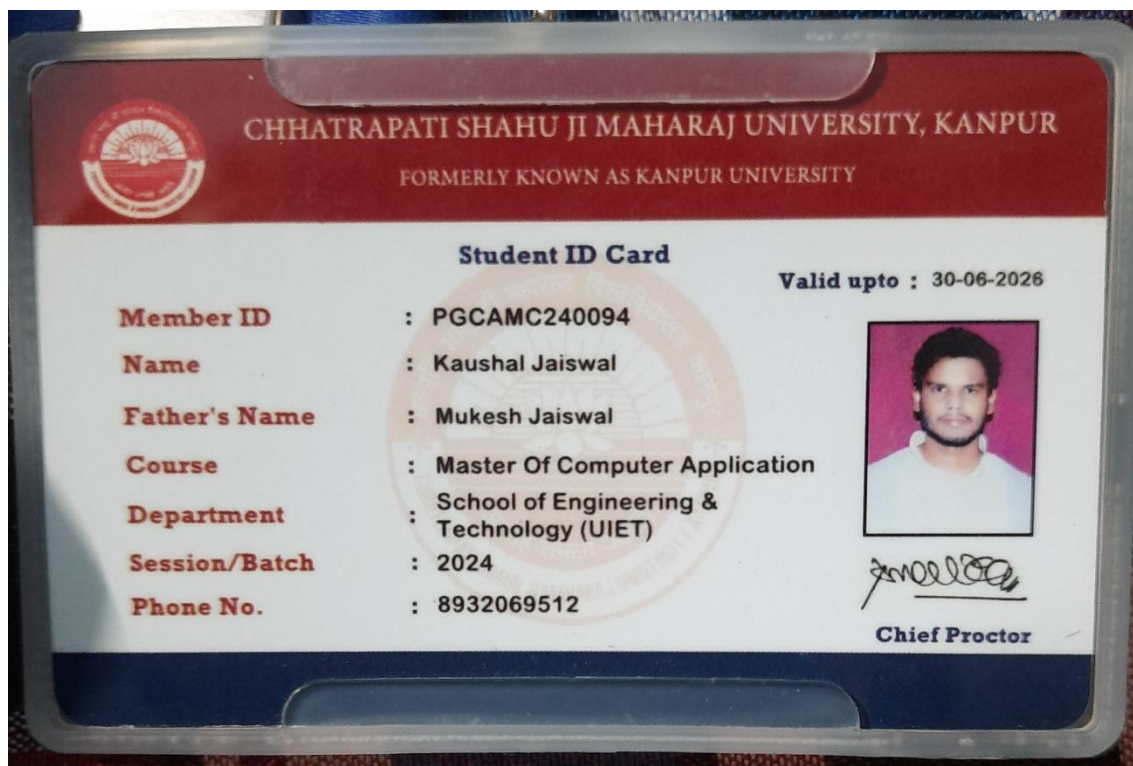 CHHATRAPATI SHAHU JI MAHARAJ UNIVERSITY, KANPUR
FORMERLY KNOWN AS KANPUR UNIVERSITY
Student ID Card
Valid upto : 30-06-2026
Member ID : PGCAMC240094
Name : Kaushal Jaiswal
Father's Name : Mukesh Jaiswal
Course : Master Of Computer Application
Department : School of Engineering &
Technology (UIET)
Session/Batch : 2024
Phone No. : 8932069512
Chief Proctor